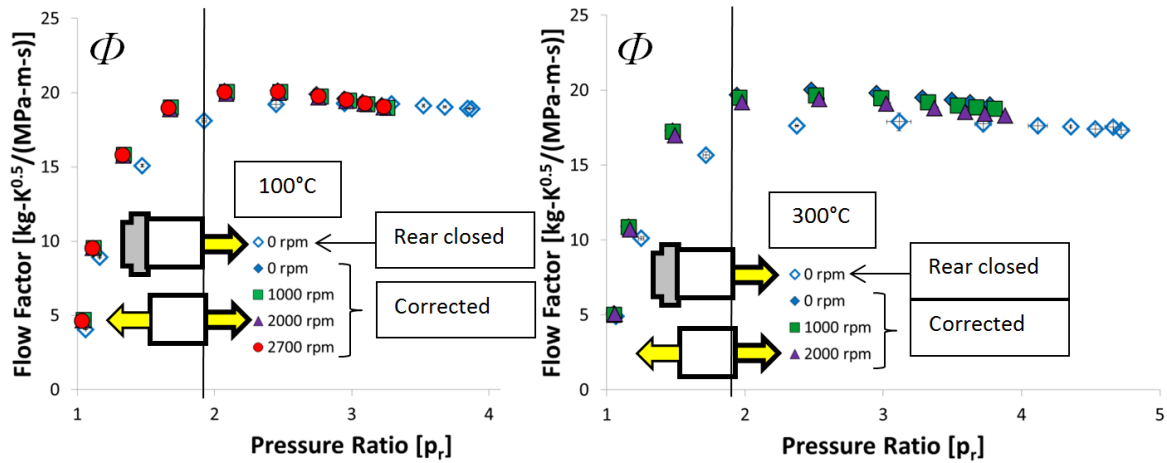 Flow Factor [kg-K^0.5/(MPa-m-s)]
25
20
15
10
5
0
Φ
100°C
0 rpm
Rear closed
0 rpm
1000 rpm
2000 rpm
2700 rpm
Corrected
1
2
3
4
Pressure Ratio [p_r]
Flow Factor [kg-K^0.5/(MPa-m-s)]
25
20
15
10
5
0
Φ
300°C
0 rpm
Rear closed
0 rpm
1000 rpm
2000 rpm
Corrected
1
2
3
4
5
Pressure Ratio [p_r]